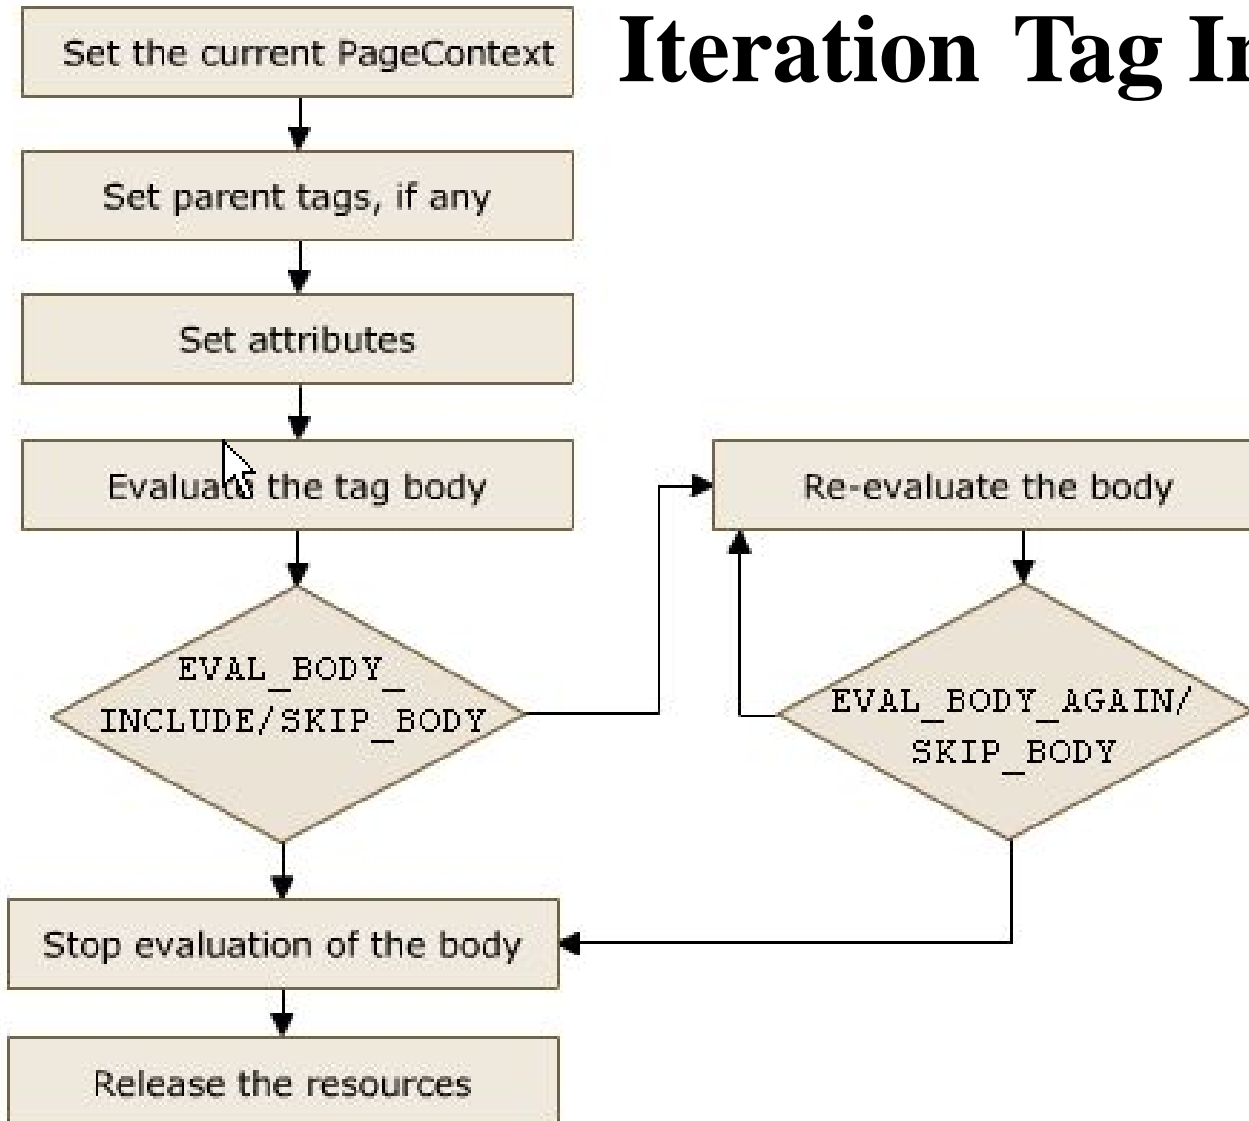 Iteration Tag
Set the current PageContext
Set parent tags, if any
Set attributes
Evaluate the tag body
Re-evaluate the body
EVAL_BODY_
INCLUDE/SKIP_BODY
EVAL_BODY_AGAIN/
SKIP_BODY
Stop evaluation of the body
Release the resources